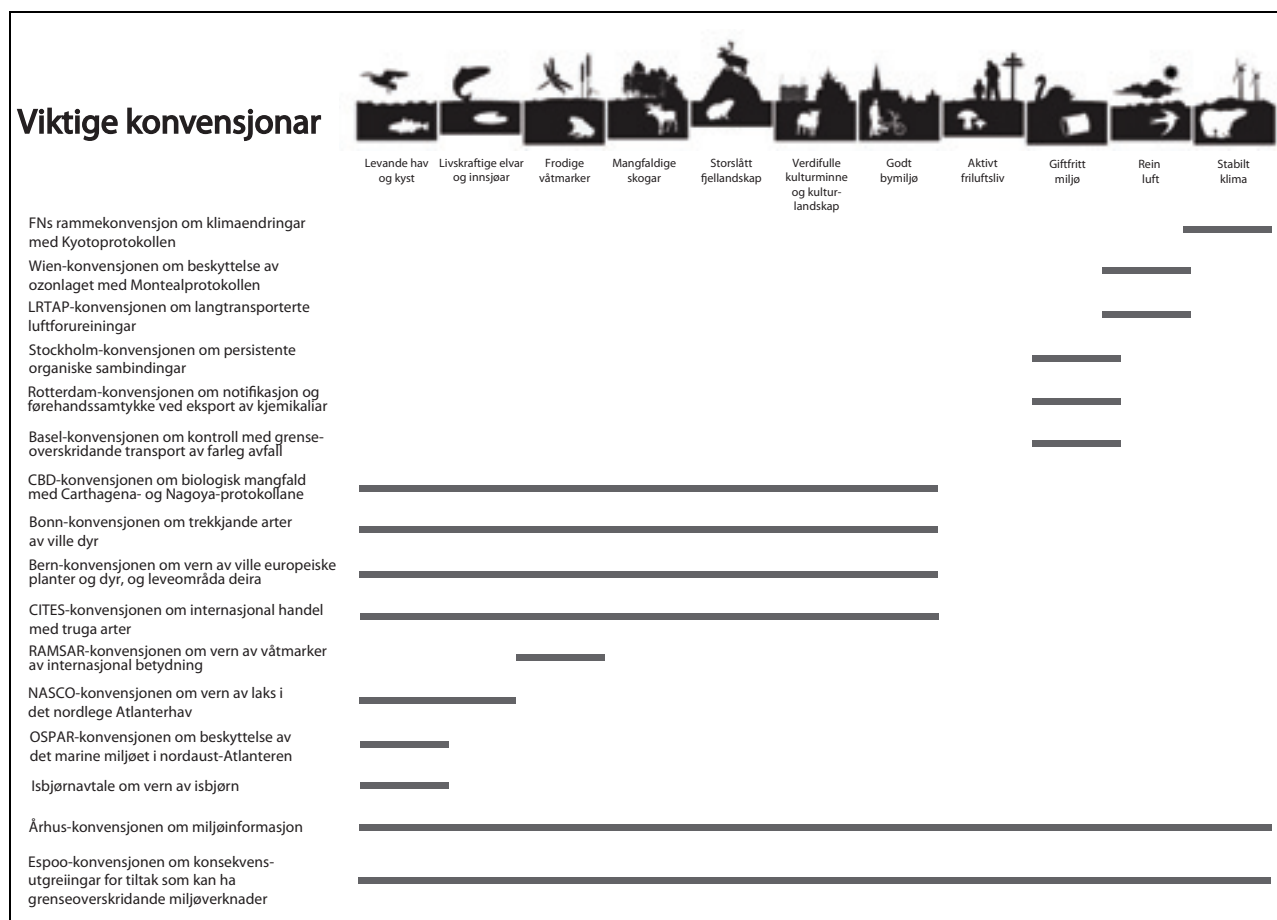 Viktige konvensjonar
Levande hav
og kyst
Livskraftige elvar
og innsjøar
Frodige
våtmarker
Mangfaldige
skogar
Storslått
fjellandskap
Verdifulle
kulturminne
og kultur-
landskap
Godt
bymiljø
Aktivt
friluftsliv
Giftfritt
miljø
Rein
luft
Stabilt
klima
FNs rammekonvensjon om klimaendringar
med Kyotoprotokollen
Wien-konvensjonen om beskyttelse av
ozonlaget med Montealprotokollen
LRTAP-konvensjonen om langtransporterte
luftforureiningar
Stockholm-konvensjonen om persistente
organiske sambindingar
Rotterdam-konvensjonen om notifikasjon og
førehandssamtykke ved eksport av kjemikaliar
Basel-konvensjonen om kontroll med grense-
overskridande transport av farleg avfall
CBD-konvensjonen om biologisk mangfald
med Carthagena- og Nagoya-protokollane
Bonn-konvensjonen om trekkjande arter
av ville dyr
Bern-konvensjonen om vern av ville europeiske
planter og dyr, og leveområda deira
CITES-konvensjonen om internasjonal handel
med truga arter
RAMSAR-konvensjonen om vern av våtmarker
av internasjonal betydning
NASCO-konvensjonen om vern av laks i
det nordlege Atlanterhav
OSPAR-konvensjonen om beskyttelse av
det marine miljøet i nordaust-Atlanteren
Isbjørnavtale om vern av isbjørn
Århus-konvensjonen om miljøinformasjon
Espoo-konvensjonen om konsekvens-
utgreiingar for tiltak som kan ha
grenseoverskridande miljøverknader